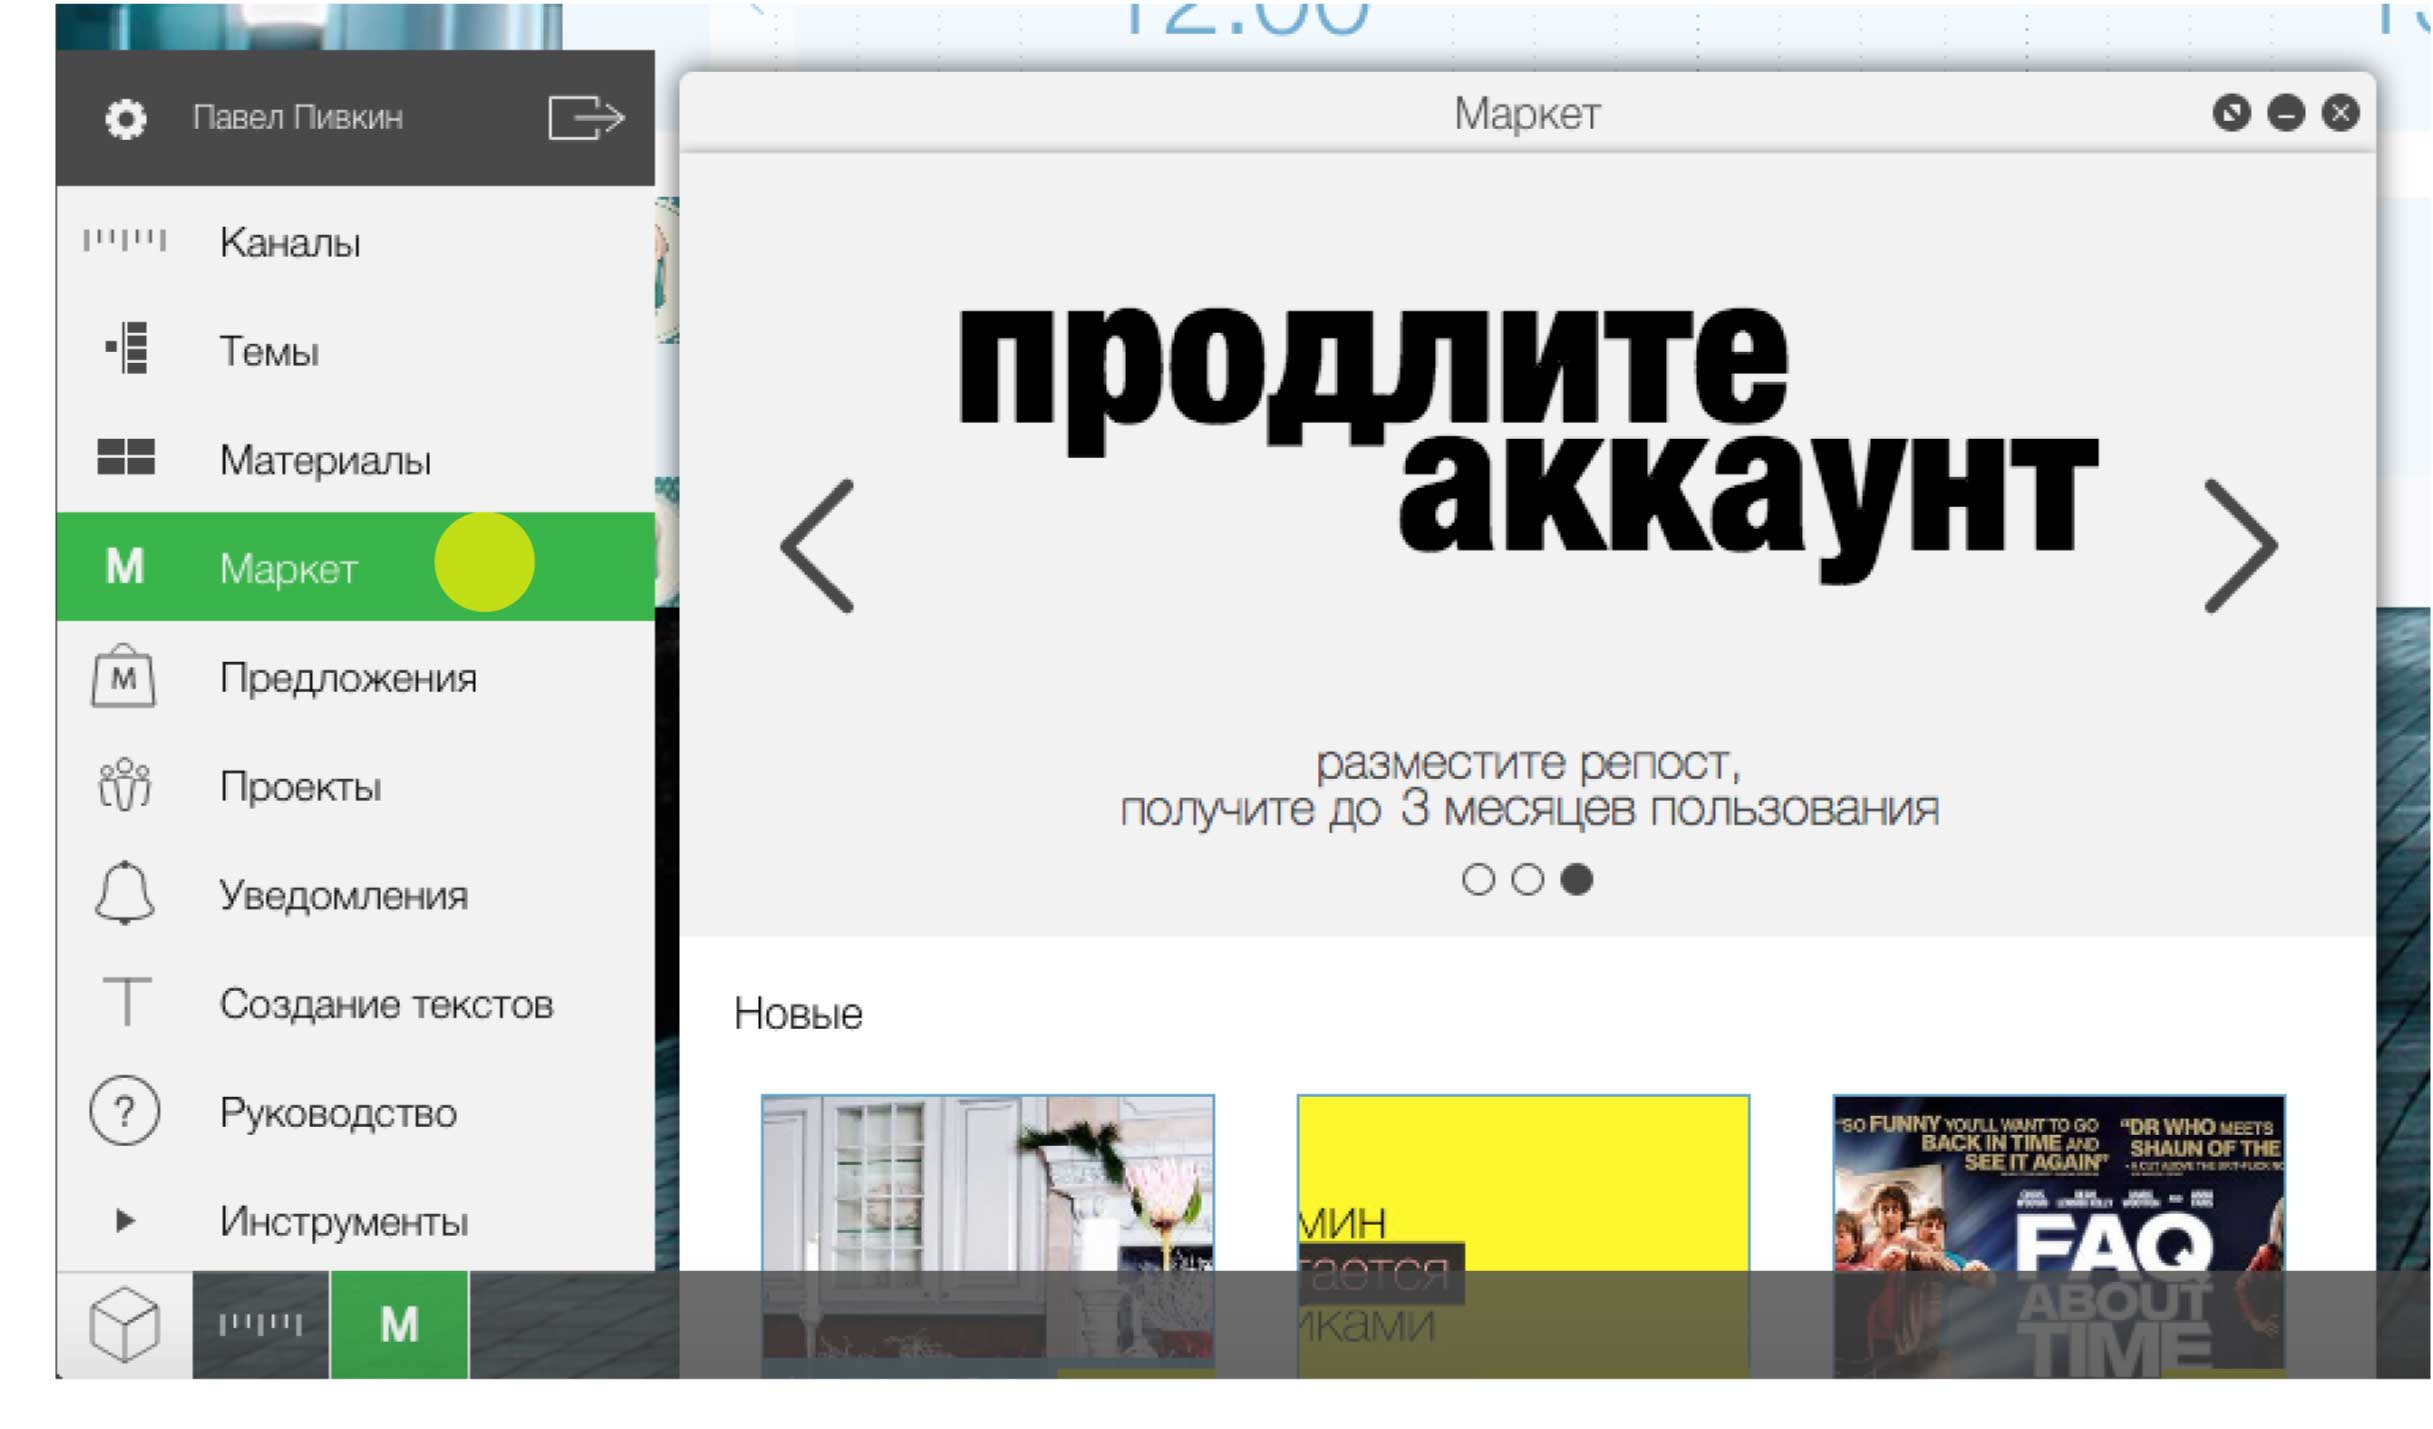 12:00
Павел Пивкин
Каналы
Темы
Материалы
M Маркет
M Предложения
Проекты
Уведомления
Создание текстов
? Руководство
Инструменты
M
Маркет
продлите
аккаунт
разместите репост,
получите до 3 месяцев пользования
Новые
мин
тается
иками
"SO FUNNY YOU'LL WANT TO GO
BACK IN TIME AND
SEE IT AGAIN"
"DR WHO MEETS
SHAUN OF THE
FAQ
ABOUT
TIME